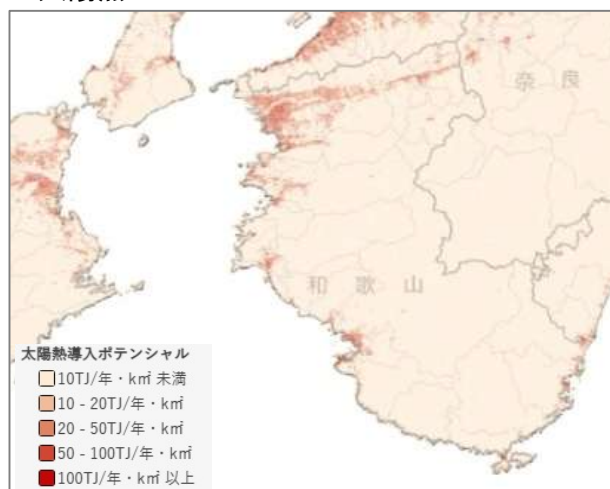 奈良
和歌山
太陽熱導入ポテンシャル
10TJ/年・k㎡ 未満
10 - 20TJ/年・k㎡
20 - 50TJ/年・k㎡
50 - 100TJ/年・k㎡
100TJ/年・k㎡ 以上